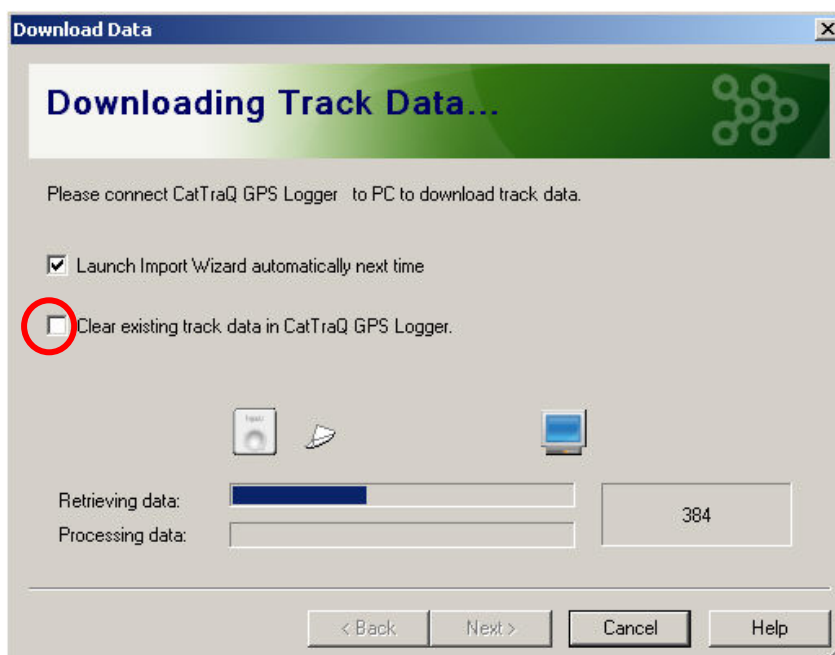 Download Data
Downloading Track Data...
Please connect CatTraQ GPS Logger to PC to download track data.
Launch Import Wizard automatically next time
Clear existing track data in CatTraQ GPS Logger.
Retrieving data:
384
Processing data:
< Back
Next >
Cancel
Help